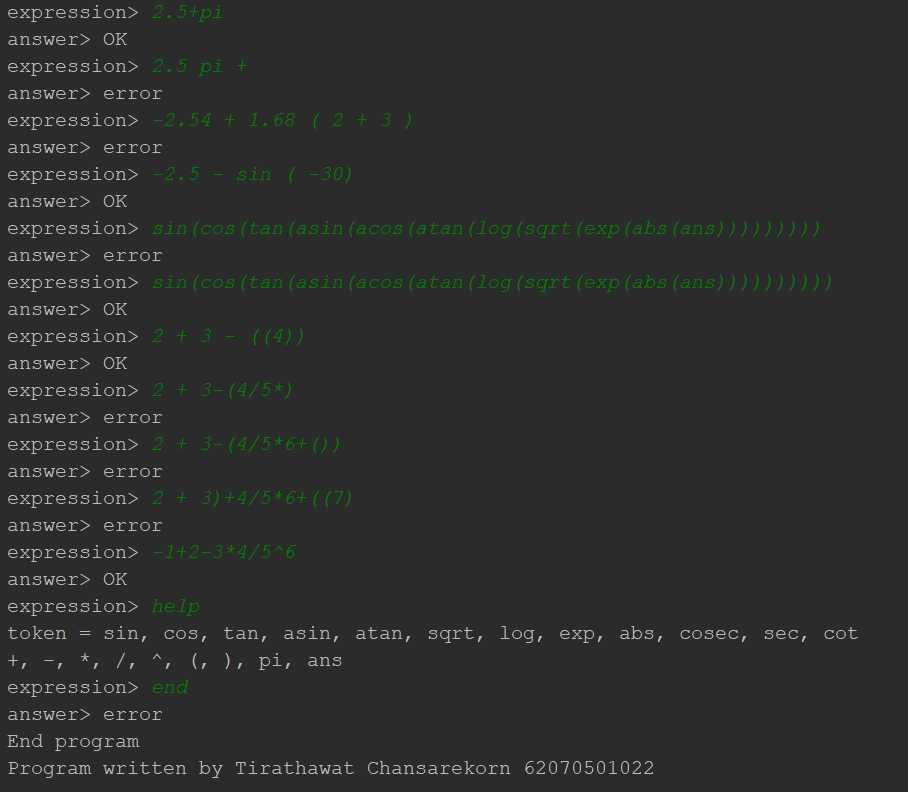 expression> 2.5+pi
answer> OK
expression> 2.5 pi +
answer> error
expression> -2.54 + 1.68 ( 2 + 3 )
answer> error
expression> -2.5 - sin ( -30)
answer> OK
expression> sin(cos(tan(asin(acos(atan(log(sqrt(exp(abs(ans)))))))))
answer> error
expression> sin(cos(tan(asin(acos(atan(log(sqrt(exp(abs(ans))))))))))
answer> OK
expression> 2 + 3 - ((4))
answer> OK
expression> 2 + 3-(4/5*)
answer> error
expression> 2 + 3-(4/5*6+())
answer> error
expression> 2 + 3)+4/5*6+((7)
answer> error
expression> -1+2-3*4/5^6
answer> OK
expression> help
token = sin, cos, tan, asin, atan, sqrt, log, exp, abs, cosec, sec, cot
+, -, *, /, ^, (, ), pi, ans
expression> end
answer> error
End program
Program written by Tirathawat Chansarekorn 62070501022